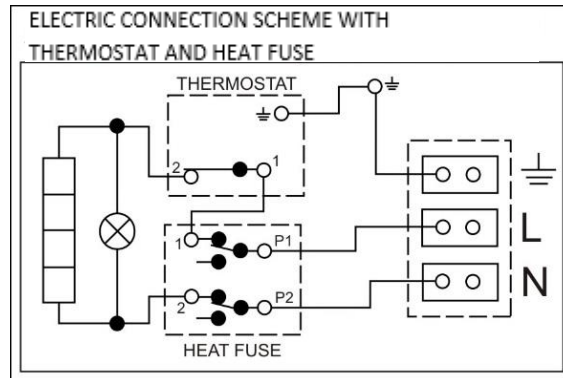 ELECTRIC CONNECTION SCHEME WITH
THERMOSTAT AND HEAT FUSE
THERMOSTAT
2
1
1
P1
L
2
P2
N
HEAT FUSE